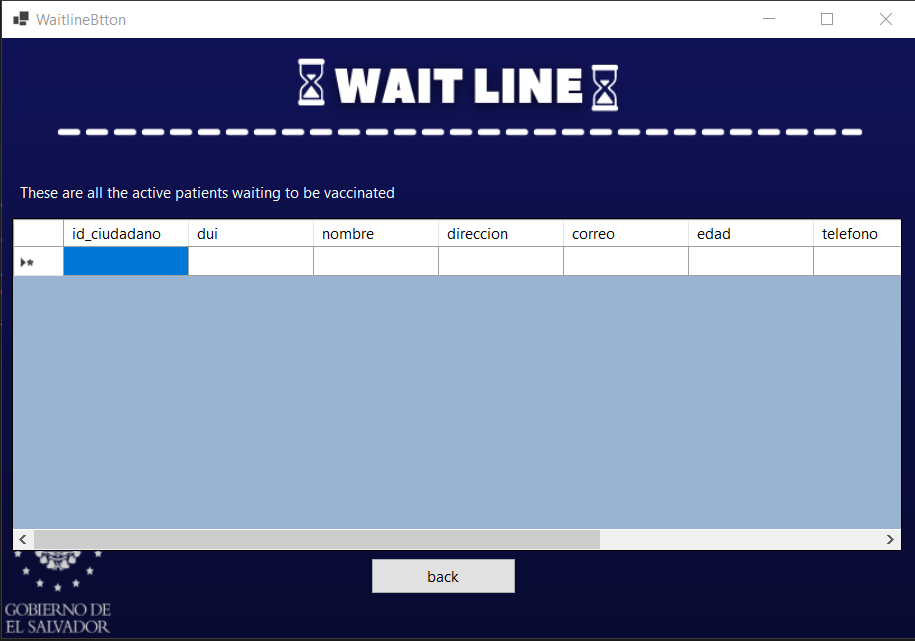 WaitlineBtton
WAIT LINE
These are all the active patients waiting to be vaccinated
id_ciudadano dui nombre direccion correo edad telefono
back
GOBIERNO DE
EL SALVADOR